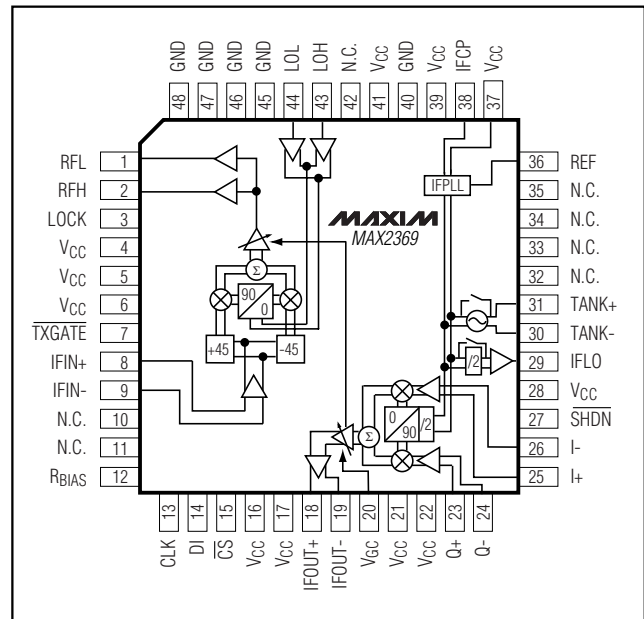 GND
GND
GND
GND
LOL
LOH
N.C.
VCC
GND
VCC
IFCP
VCC
48
47
46
45
44
43
42
41
40
39
38
37
RFL 1
RFH 2
LOCK 3
VCC 4
VCC 5
VCC 6
TXGATE 7
IFIN+ 8
IFIN- 9
N.C. 10
N.C. 11
RBIAS 12
IFPLL
MAXIM
MAX2369
Σ
90
0
+45
-45
/2
Σ
0
90
/2
36 REF
35 N.C.
34 N.C.
33 N.C.
32 N.C.
31 TANK+
30 TANK-
29 IFLO
28 VCC
27 SHDN
26 I-
25 I+
13
14
15
16
17
18
19
20
21
22
23
24
CLK
DI
CS
VCC
VCC
IFOUT+
IFOUT-
VGC
VCC
VCC
Q+
Q-